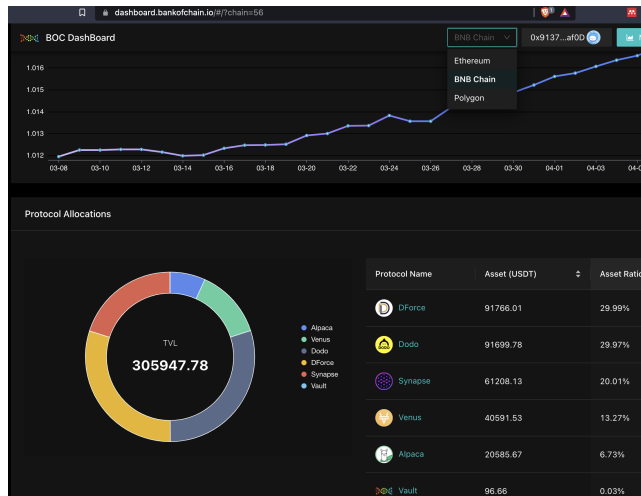 dashboard.bankofchain.io/#/?chain=56
BOC DashBoard
BNB Chain
0x9137...af0D
Ethereum
BNB Chain
Polygon
1.016
1.015
1.014
1.013
1.012
03-08 03-10 03-12 03-14 03-16 03-18 03-20 03-22 03-24 03-26 03-28 03-30 04-01 04-03 04-0
Protocol Allocations
TVL
305947.78
Alpaca
Venus
Dodo
DForce
Synapse
Vault
Protocol Name Asset (USDT) Asset Ratio
DForce 91766.01 29.99%
Dodo 91699.78 29.97%
Synapse 61208.13 20.01%
Venus 40591.53 13.27%
Alpaca 20585.67 6.73%
Vault 96.66 0.03%